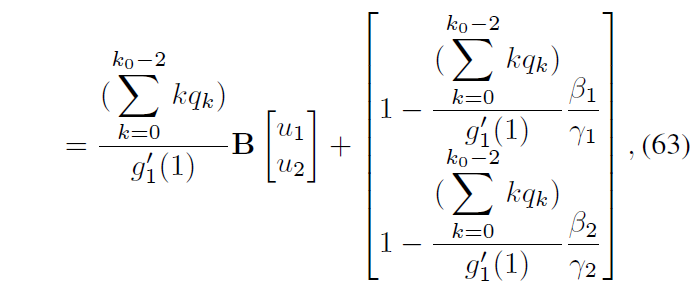 = \frac{(\sum_{k=0}^{k_0-2} kq_k)}{g_1'(1)} \mathbf{B} \begin{bmatrix} u_1 \\ u_2 \end{bmatrix} + \begin{bmatrix} 1 - \frac{(\sum_{k=0}^{k_0-2} kq_k)}{g_1'(1)} \frac{\beta_1}{\gamma_1} \\ 1 - \frac{(\sum_{k=0}^{k_0-2} kq_k)}{g_1'(1)} \frac{\beta_2}{\gamma_2} \end{bmatrix}, (63)